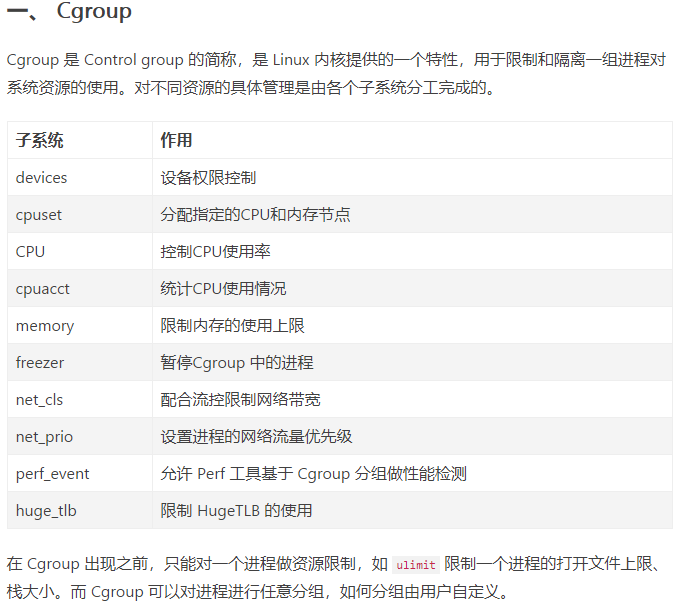 一、 Cgroup
Cgroup 是 Control group 的简称，是 Linux 内核提供的一个特性，用于限制和隔离一组进程对
系统资源的使用。对不同资源的具体管理是由各个子系统分工完成的。
子系统 作用
devices 设备权限控制
cpuset 分配指定的CPU和内存节点
CPU 控制CPU使用率
cpuacct 统计CPU使用情况
memory 限制内存的使用上限
freezer 暂停Cgroup 中的进程
net_cls 配合流控限制网络带宽
net_prio 设置进程的网络流量优先级
perf_event 允许 Perf 工具基于 Cgroup 分组做性能检测
huge_tlb 限制 HugeTLB 的使用
在 Cgroup 出现之前，只能对一个进程做资源限制，如 ulimit 限制一个进程的打开文件上限、
栈大小。而 Cgroup 可以对进程进行任意分组，如何分组由用户自定义。